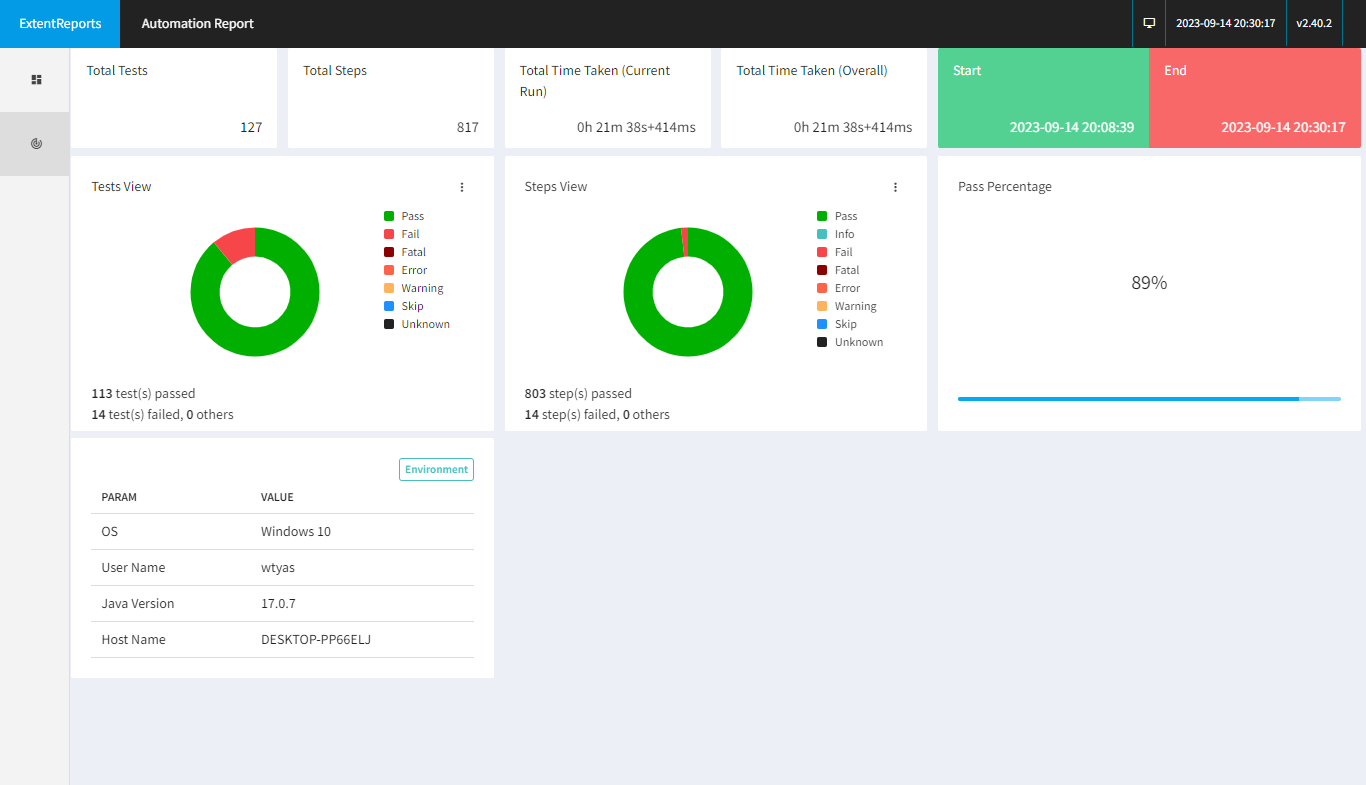 ExtentReports
Automation Report
2023-09-14 20:30:17
v2.40.2
Total Tests
127
Total Steps
817
Total Time Taken (Current
Run)
0h 21m 38s+414ms
Total Time Taken (Overall)
0h 21m 38s+414ms
Start
2023-09-14 20:08:39
End
2023-09-14 20:30:17
Tests View
Pass
Fail
Fatal
Error
Warning
Skip
Unknown
113 test(s) passed
14 test(s) failed, 0 others
Steps View
Pass
Info
Fail
Fatal
Error
Warning
Skip
Unknown
803 step(s) passed
14 step(s) failed, 0 others
Pass Percentage
89%
Environment
PARAM VALUE
OS Windows 10
User Name wtyas
Java Version 17.0.7
Host Name DESKTOP-PP66ELJ